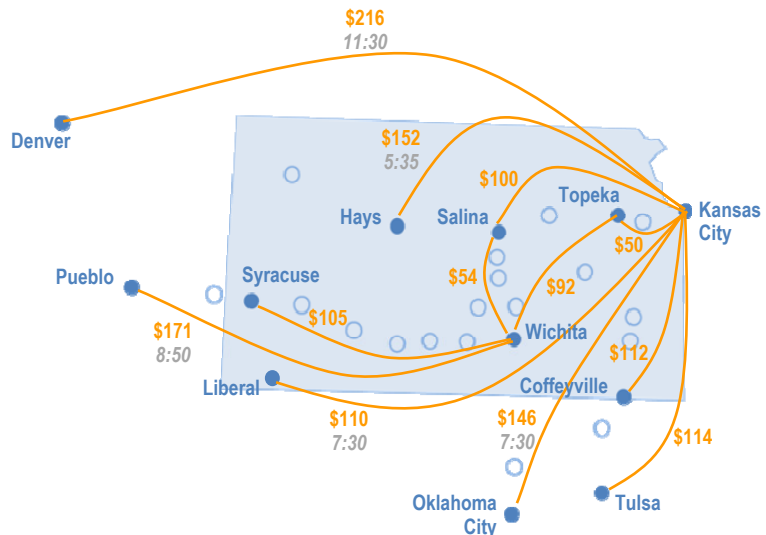 $216
11:30
Denver
$152
5:35
$100
Topeka
Hays
Salina
Kansas
City
$50
Pueblo
Syracuse
$54
$92
$105
$171
8:50
Wichita
$112
Liberal
Coffeyville
$110
7:30
$146
7:30
$114
Oklahoma
City
Tulsa